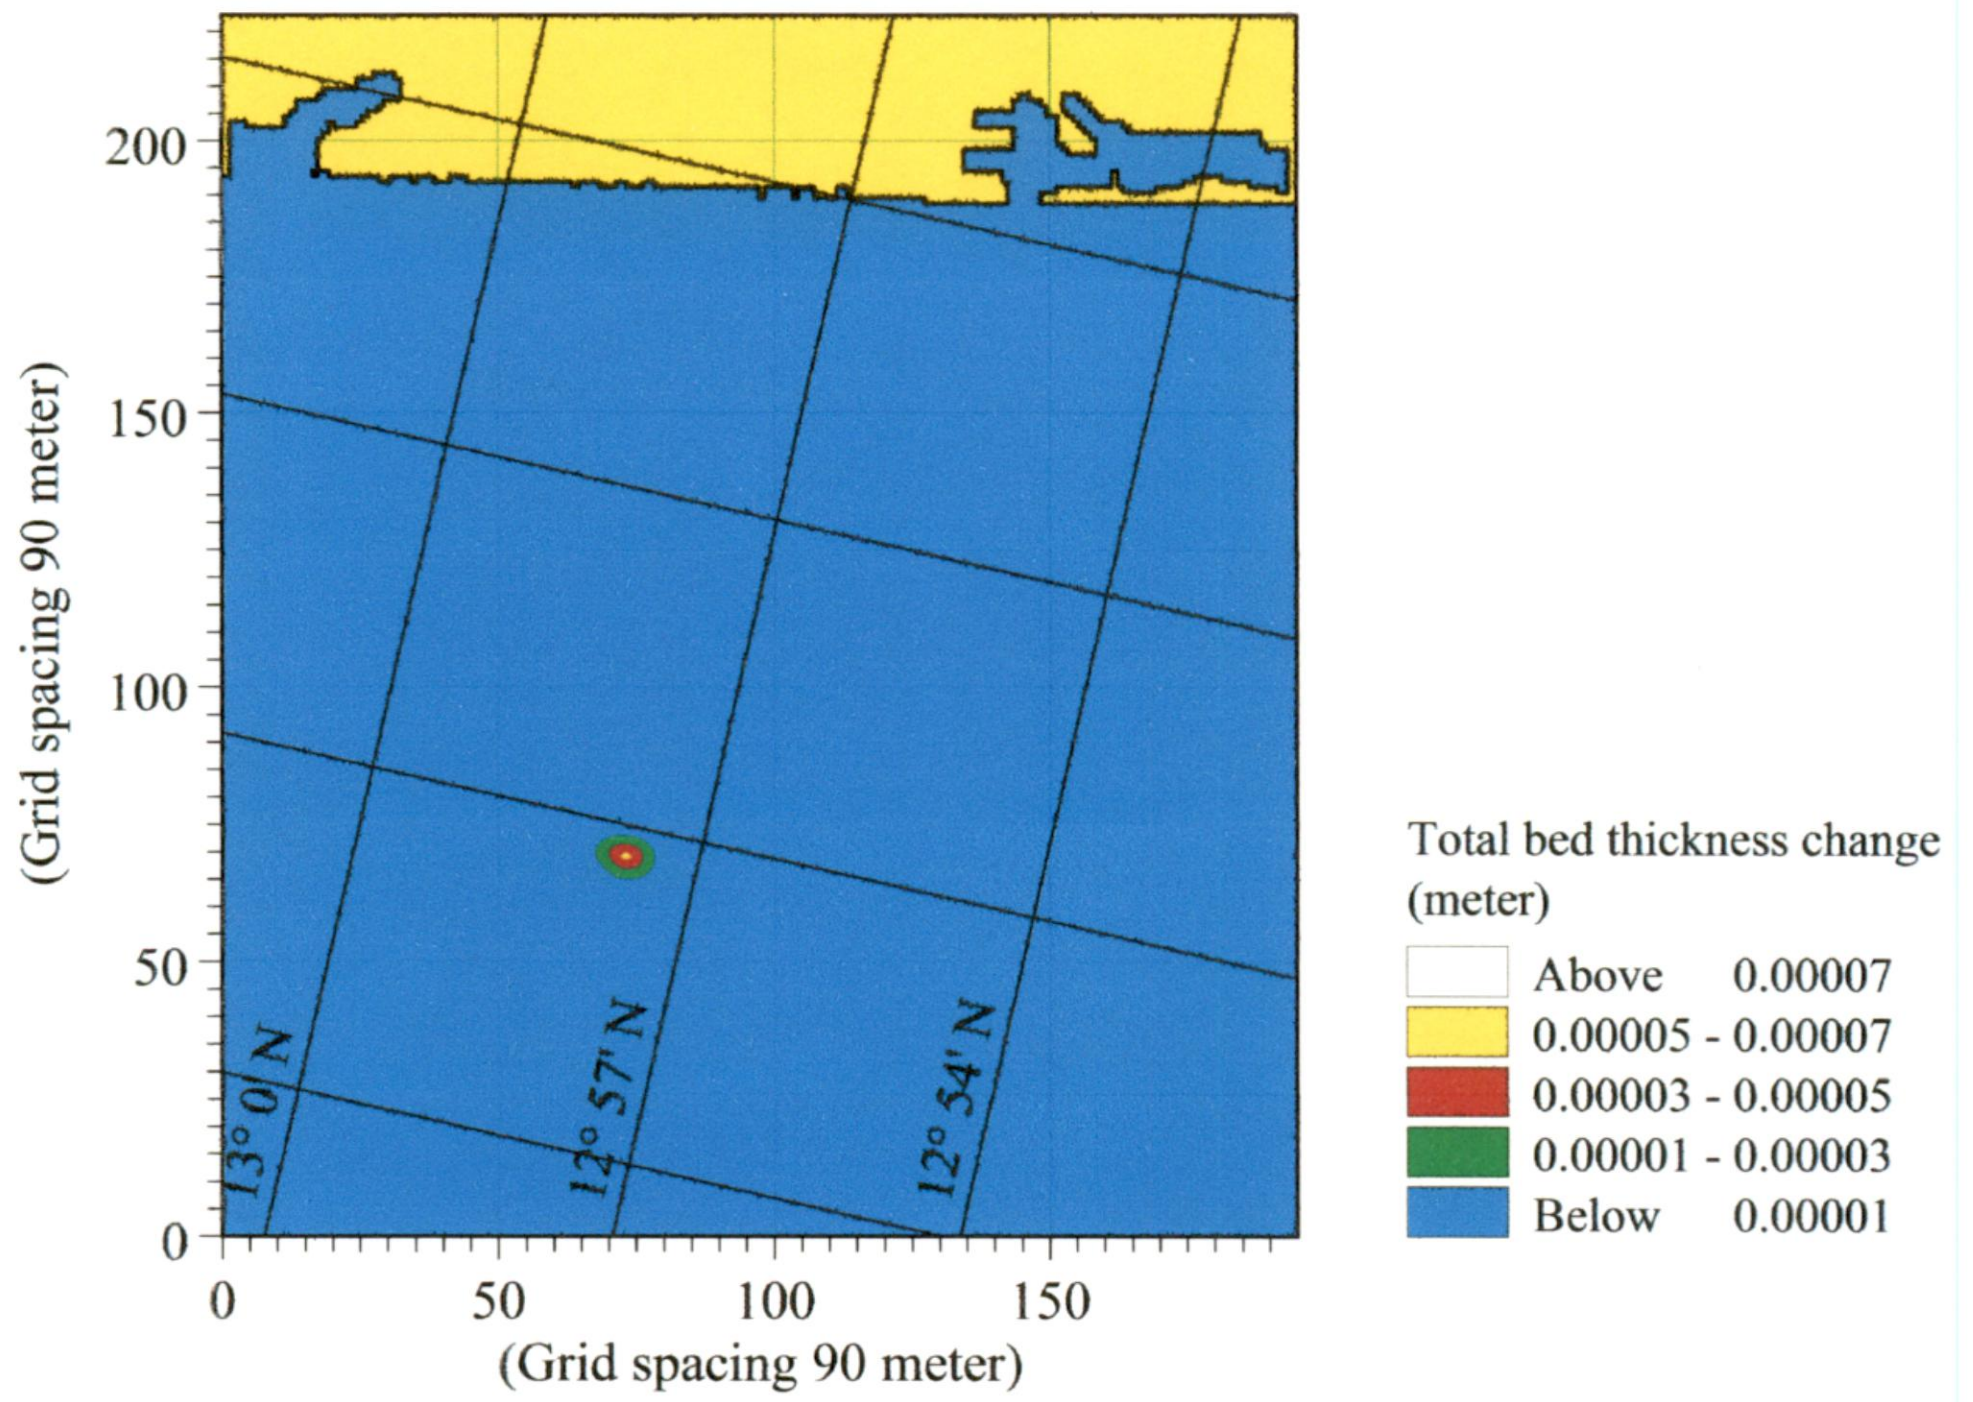 200
150
100
50
0
(Grid spacing 90 meter)
13° 0' N
12° 57' N
12° 54' N
0 50 100 150
(Grid spacing 90 meter)
Total bed thickness change
(meter)
Above 0.00007
0.00005 - 0.00007
0.00003 - 0.00005
0.00001 - 0.00003
Below 0.00001